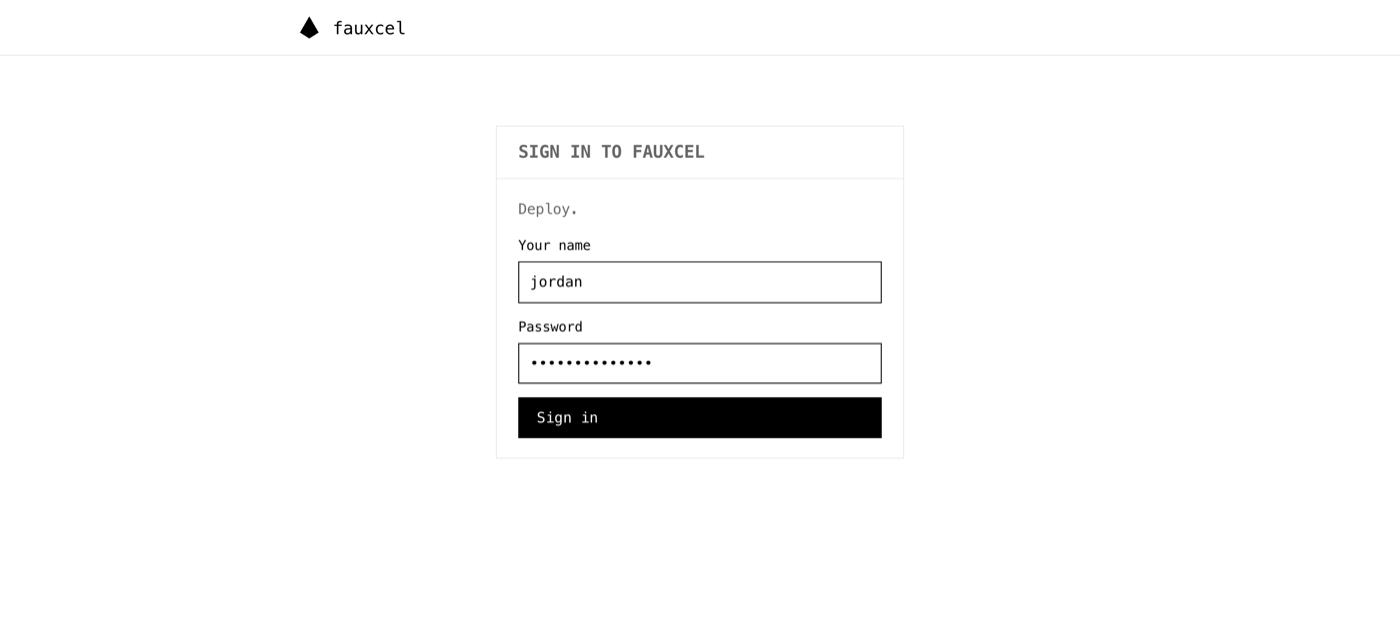 fauxcel
SIGN IN TO FAUXCEL
Deploy.
Your name
jordan
Password
••••••••••••••
Sign in